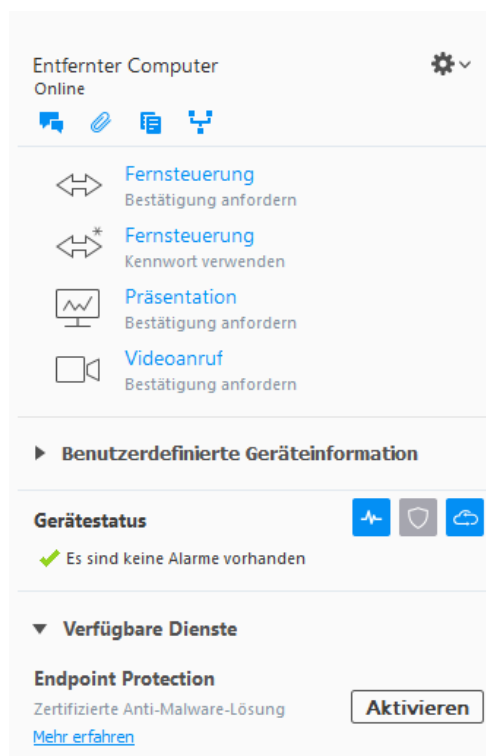 Entfernter Computer
Online
Fernsteuerung
Bestätigung anfordern
Fernsteuerung
Kennwort verwenden
Präsentation
Bestätigung anfordern
Videoanruf
Bestätigung anfordern
Benutzerdefinierte Geräteinformation
Gerätestatus
Es sind keine Alarme vorhanden
Verfügbare Dienste
Endpoint Protection
Zertifizierte Anti-Malware-Lösung
Aktivieren
Mehr erfahren